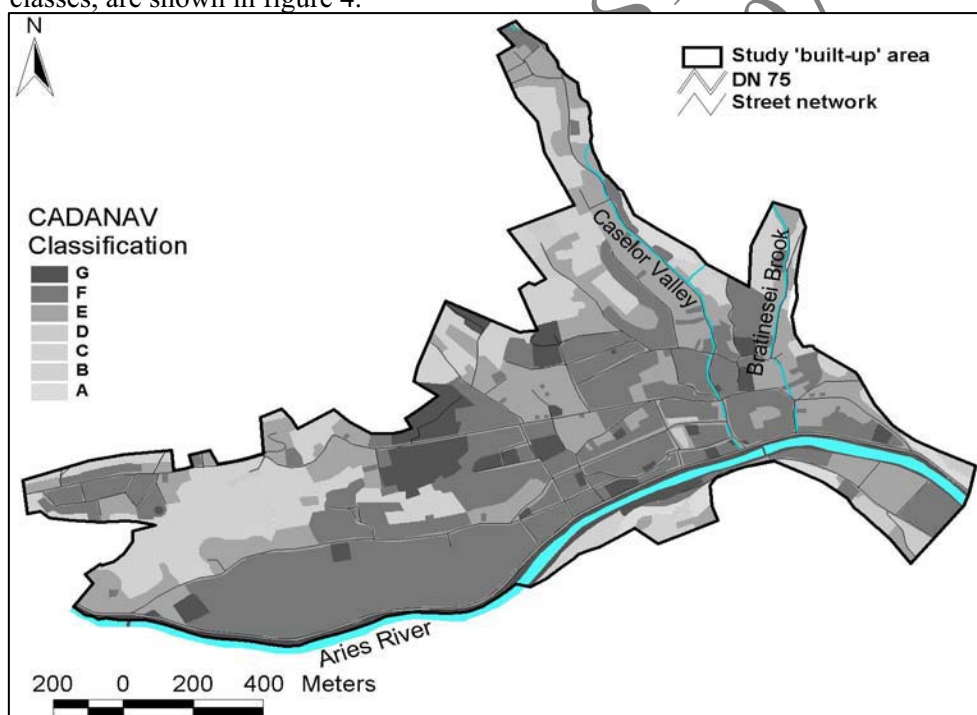 classes, are shown in figure 4.
N
Study 'built-up' area
DN 75
Street network
CADANAV
Classification
G
F
E
D
C
B
A
Caselor Valley
Bratinesei Brook
Aries River
200 0 200 400 Meters